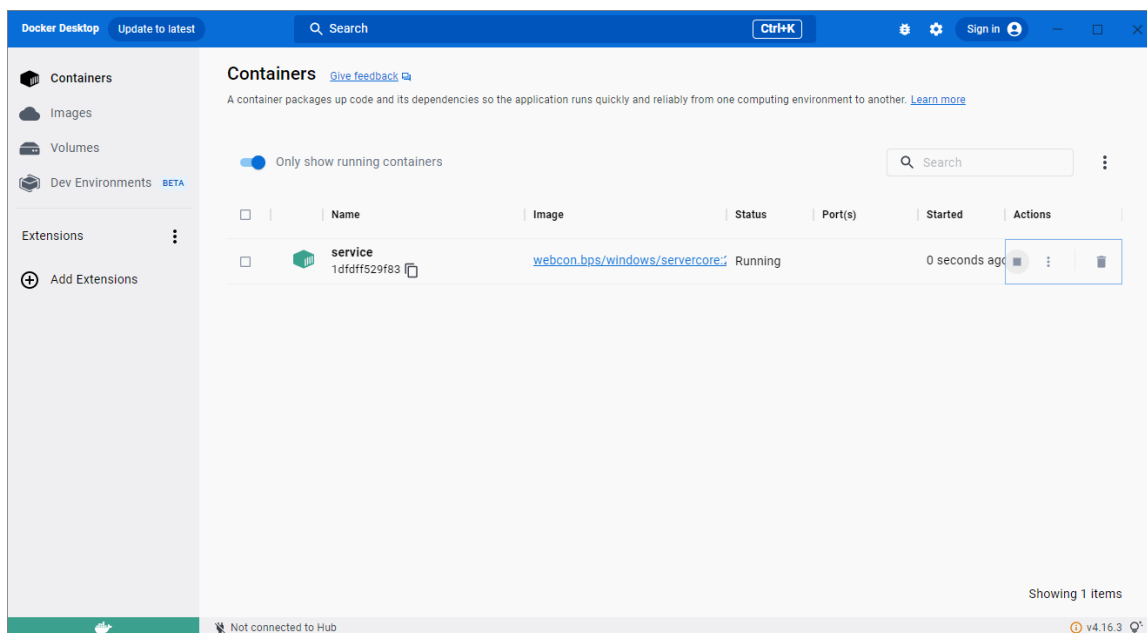 Docker Desktop Update to latest Search Ctrl+K Sign in
Containers
Images
Volumes
Dev Environments BETA
Extensions
Add Extensions
Containers Give feedback
A container packages up code and its dependencies so the application runs quickly and reliably from one computing environment to another. Learn more
Only show running containers
Search
Name Image Status Port(s) Started Actions
service
1dfdff529f83
webcon.bps/windows/servercore: Running 0 seconds ago
Showing 1 items
Not connected to Hub
v4.16.3